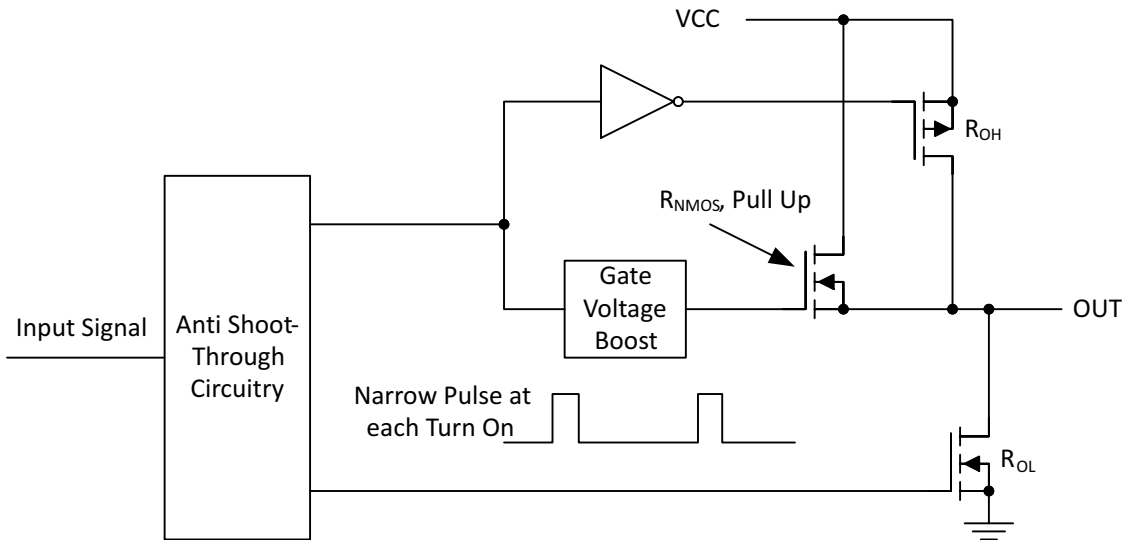 VCC
R_OH
R_NMOS, Pull Up
Gate
Voltage
Boost
OUT
Input Signal
Anti Shoot-
Through
Circuitry
Narrow Pulse at
each Turn On
R_OL